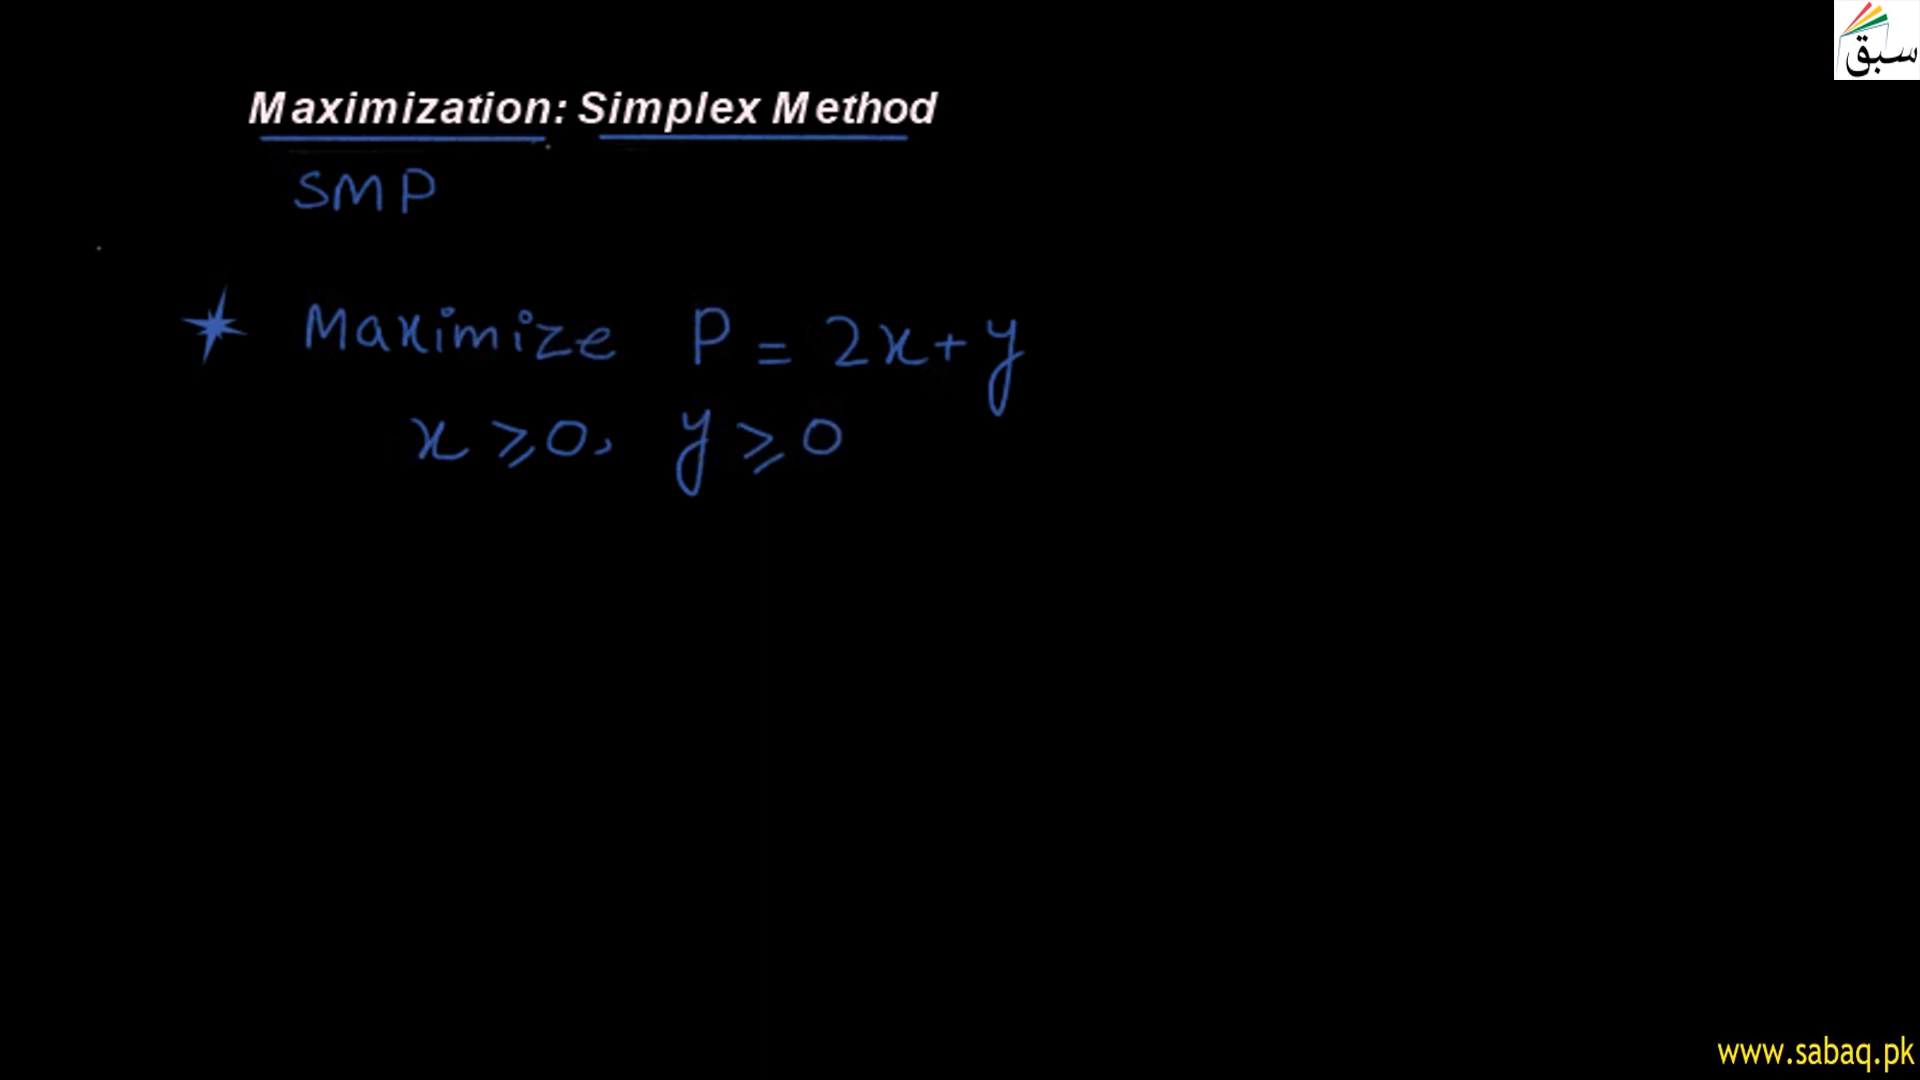 سبق
Maximization: Simplex Method
SMP
Maximize P = 2x + y
x ⩾ 0, y ⩾ 0
www.sabaq.pk